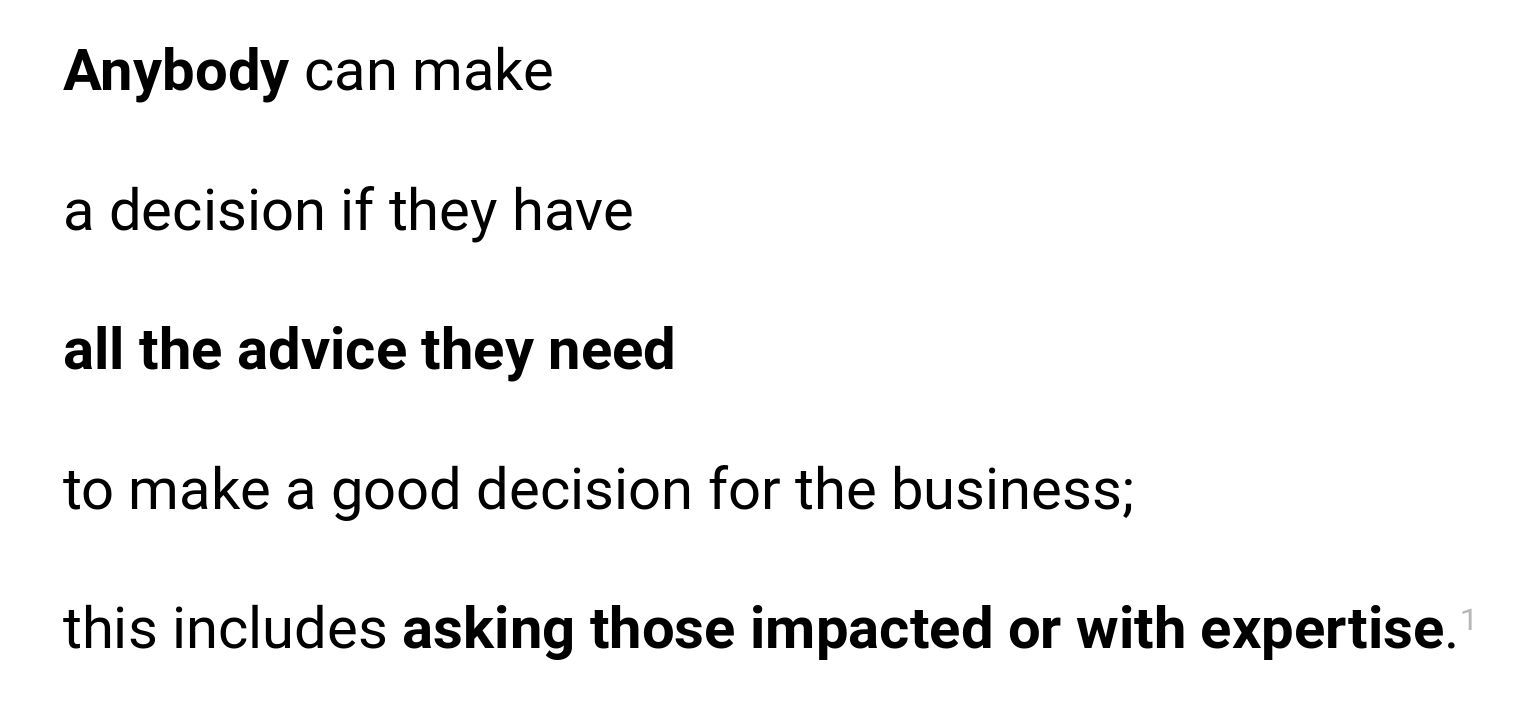 Anybody can make
a decision if they have
all the advice they need
to make a good decision for the business;
this includes asking those impacted or with expertise.1